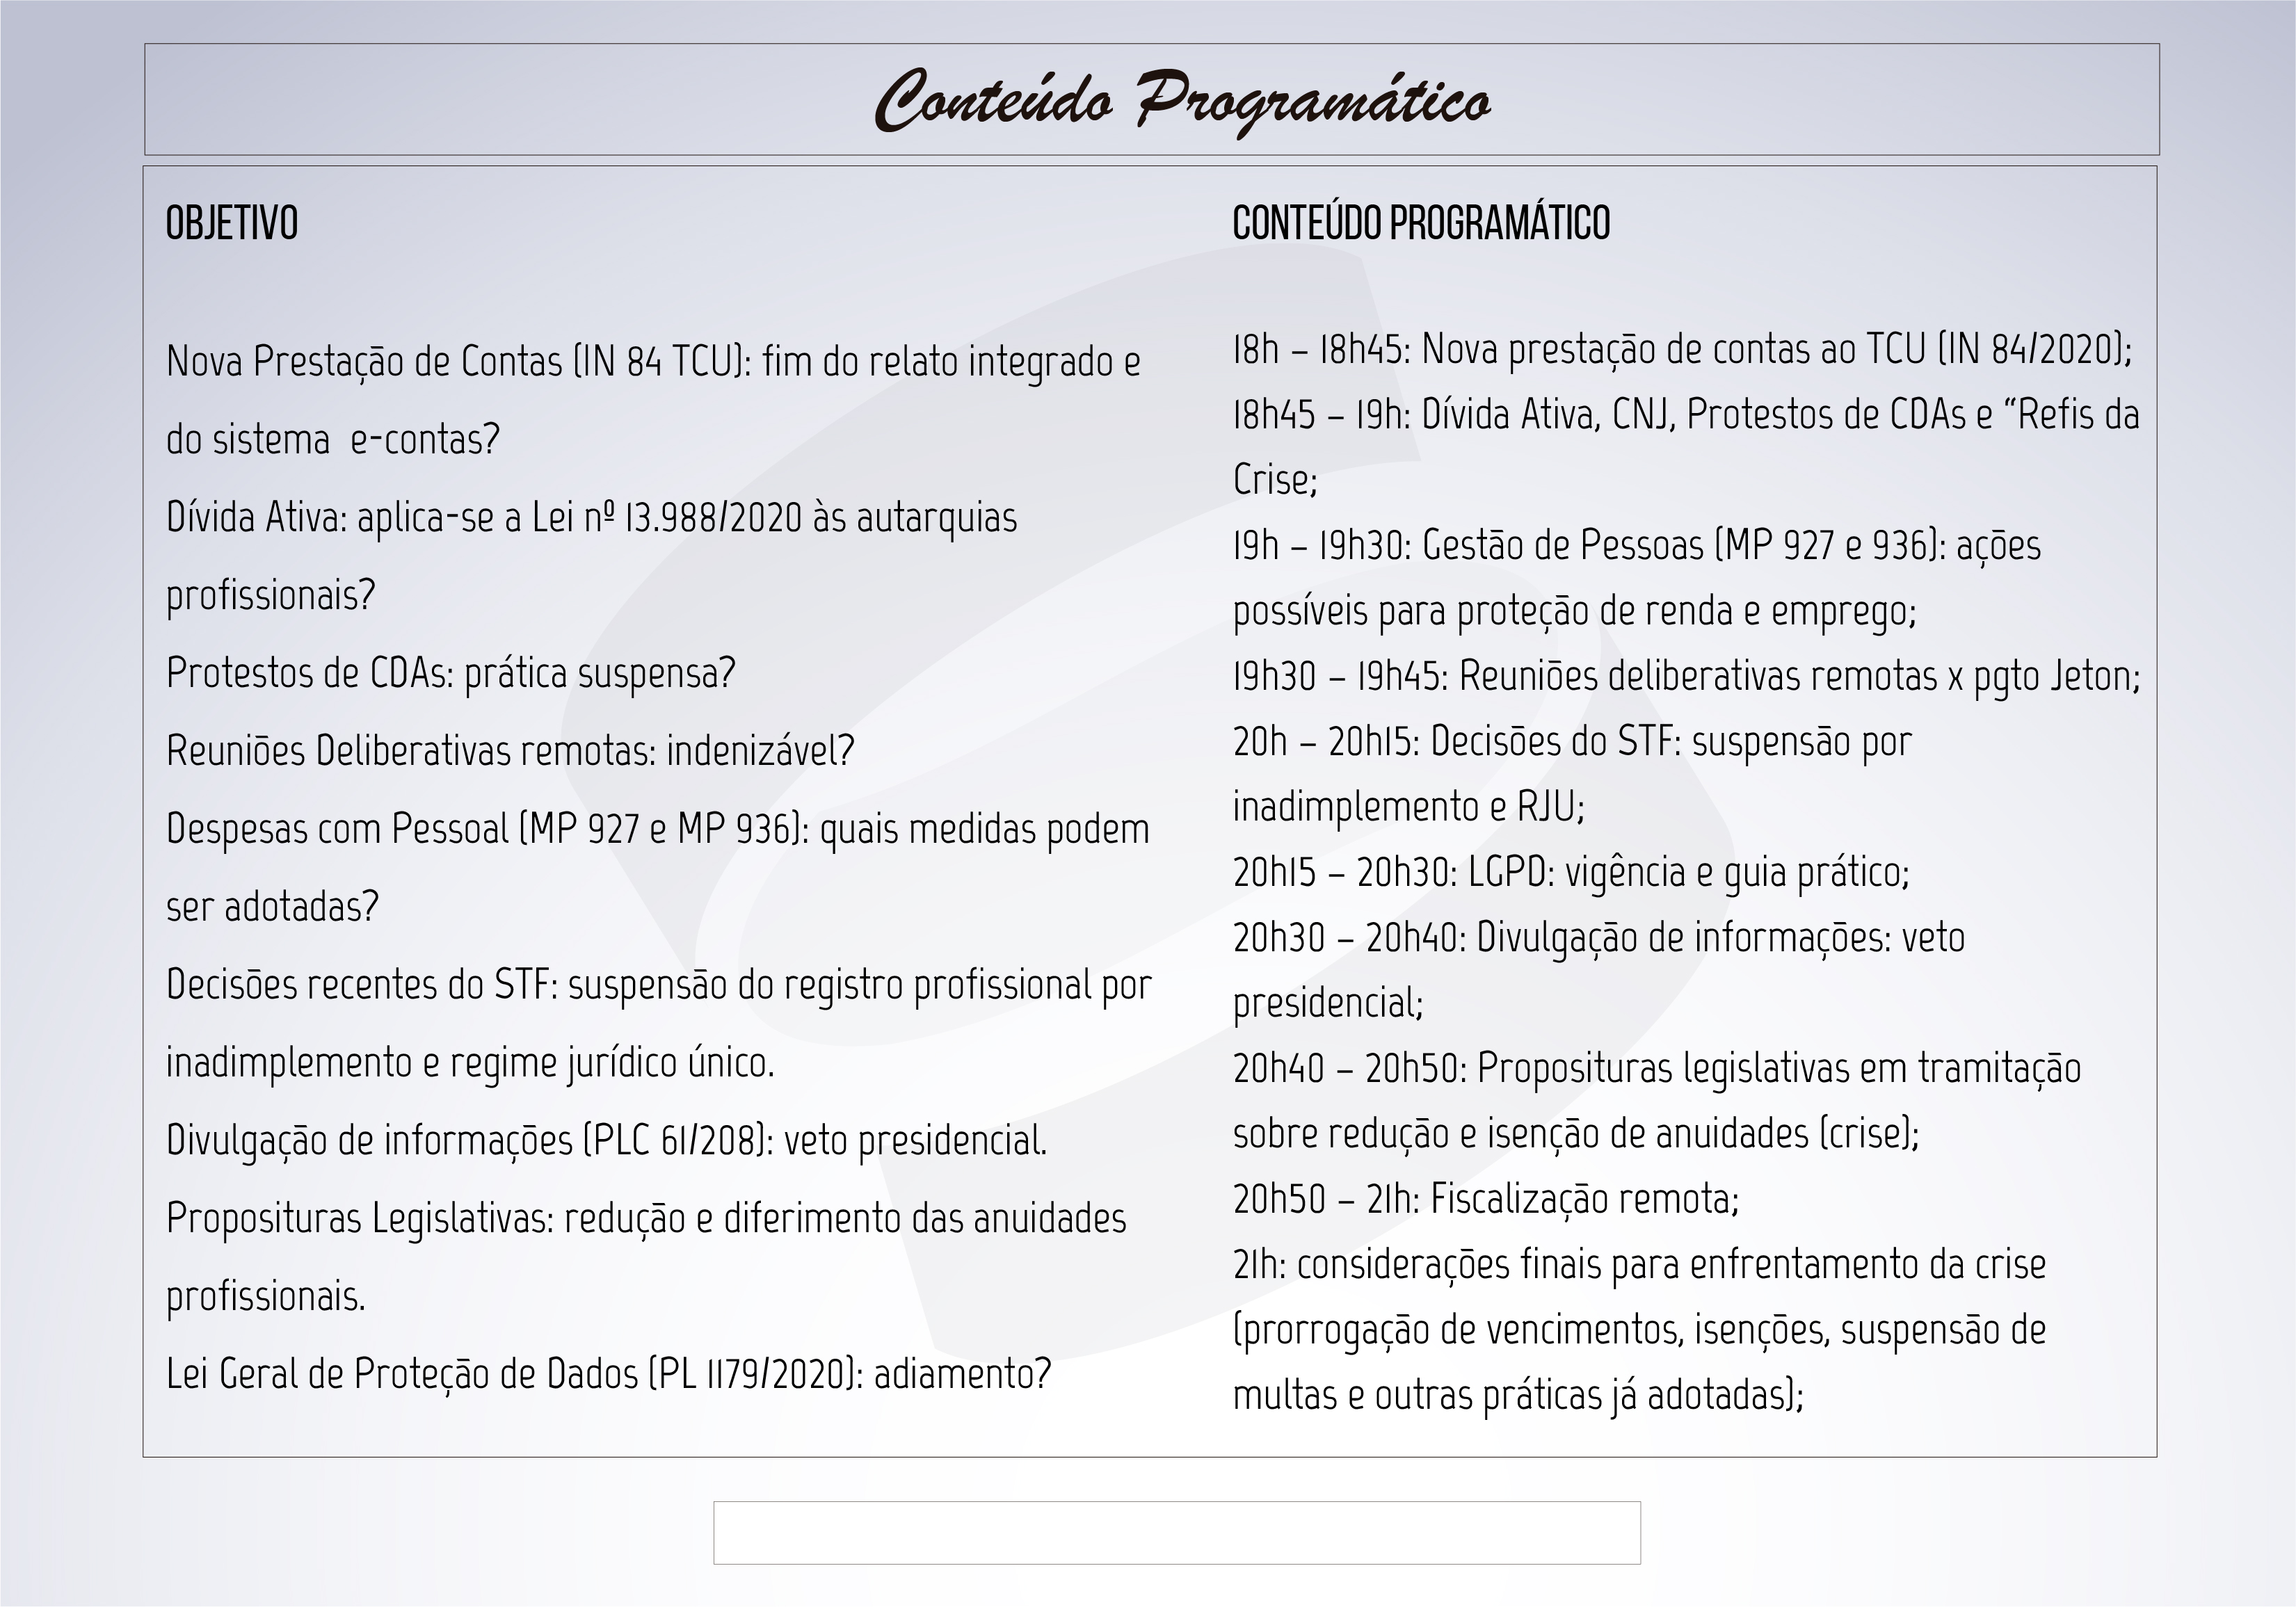 Conteúdo Programático
OBJETIVO
Nova Prestação de Contas (IN 84 TCU): fim do relato integrado e
do sistema  e-contas?
Dívida Ativa: aplica-se a Lei nº 13.988/2020 às autarquias
profissionais?
Protestos de CDAs: prática suspensa?
Reuniões Deliberativas remotas: indenizável?
Despesas com Pessoal (MP 927 e MP 936): quais medidas podem
ser adotadas?
Decisões recentes do STF: suspensão do registro profissional por
inadimplemento e regime jurídico único.
Divulgação de informações (PLC 61/208): veto presidencial.
Proposituras Legislativas: redução e diferimento das anuidades
profissionais.
Lei Geral de Proteção de Dados (PL 1179/2020): adiamento?
CONTEÚDO PROGRAMÁTICO
18h – 18h45: Nova prestação de contas ao TCU (IN 84/2020);
18h45 – 19h: Dívida Ativa, CNJ, Protestos de CDAs e “Refis da
Crise;
19h – 19h30: Gestão de Pessoas (MP 927 e 936): ações
possíveis para proteção de renda e emprego;
19h30 – 19h45: Reuniões deliberativas remotas x pgto Jeton;
20h – 20h15: Decisões do STF: suspensão por
inadimplemento e RJU;
20h15 – 20h30: LGPD: vigência e guia prático;
20h30 – 20h40: Divulgação de informações: veto
presidencial;
20h40 – 20h50: Proposituras legislativas em tramitação
sobre redução e isenção de anuidades (crise);
20h50 – 21h: Fiscalização remota;
21h: considerações finais para enfrentamento da crise
(prorrogação de vencimentos, isenções, suspensão de
multas e outras práticas já adotadas);